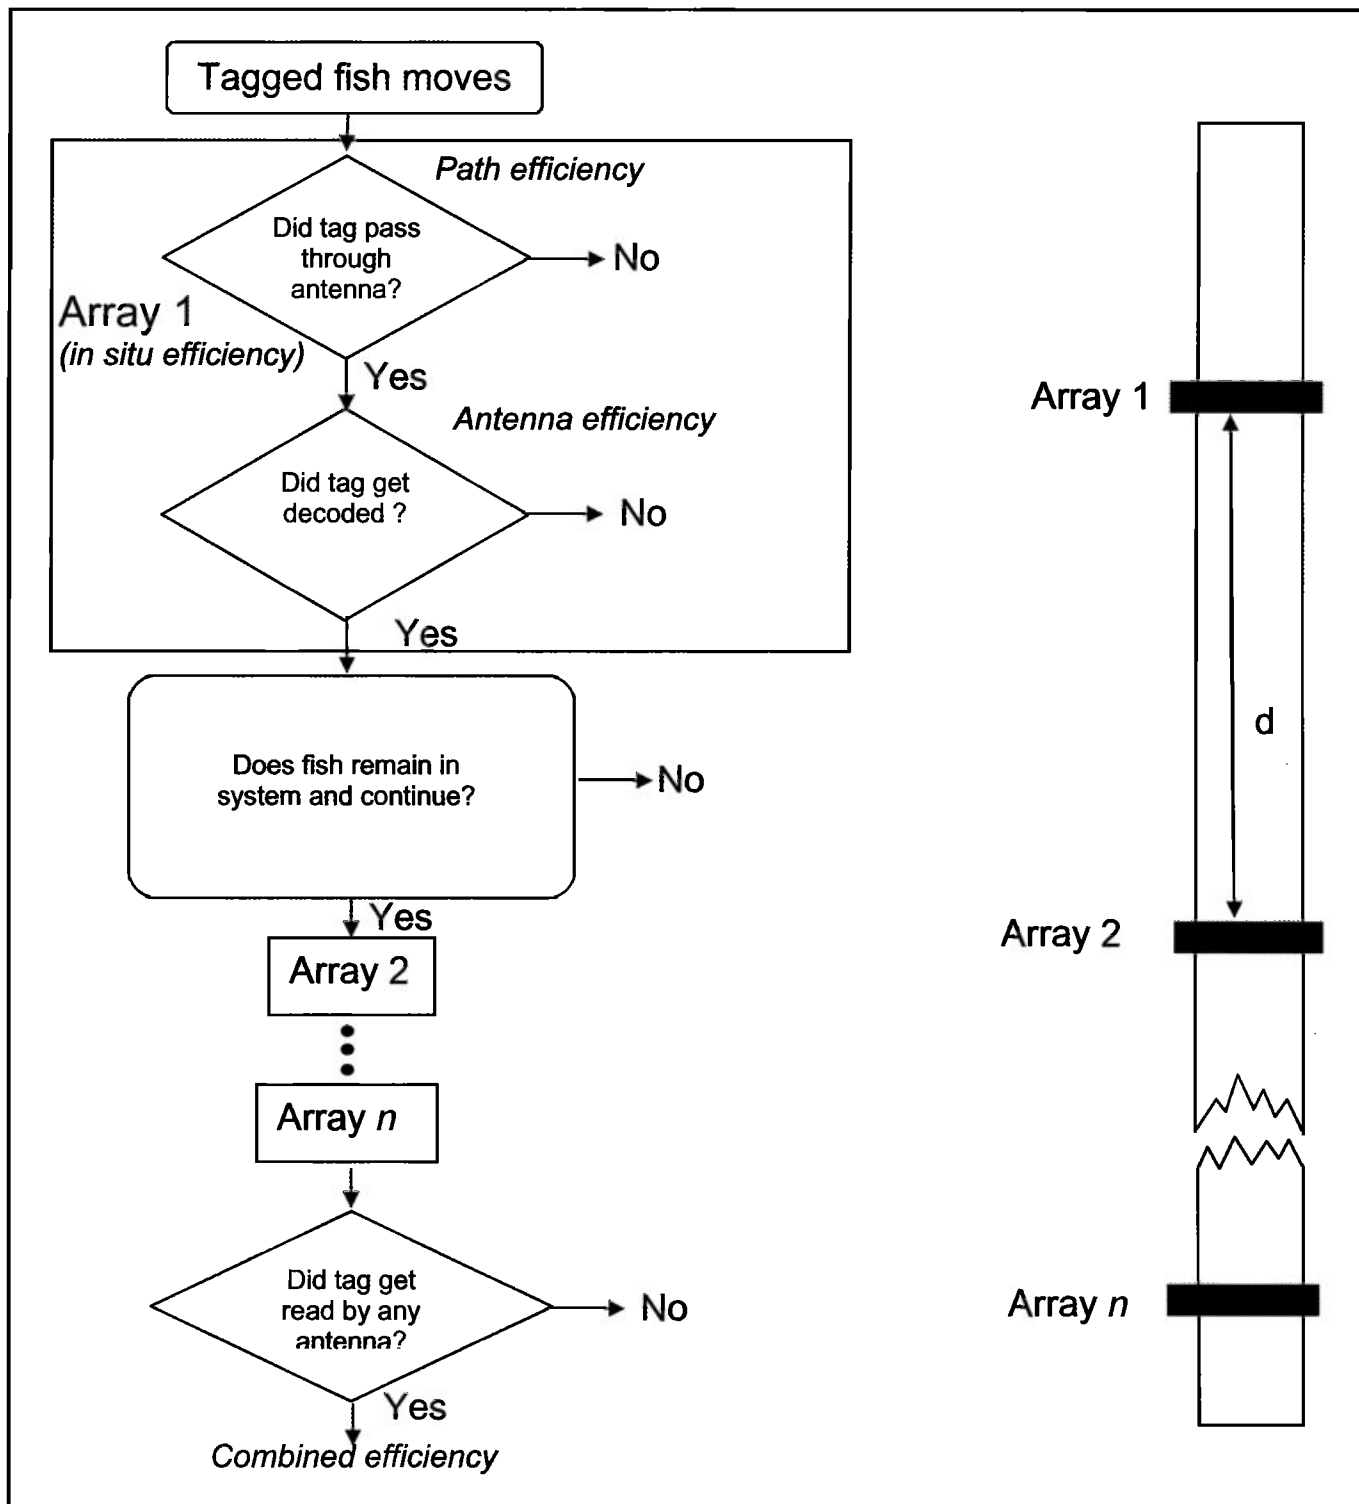 Tagged fish moves
Path efficiency
Did tag pass
through
antenna?
No
Array 1
(in situ efficiency)
Yes
Antenna efficiency
Did tag get
decoded ?
No
Yes
Does fish remain in
system and continue?
No
Yes
Array 2
Array n
Did tag get
read by any
antenna?
No
Yes
Combined efficiency
Array 1
d
Array 2
Array n